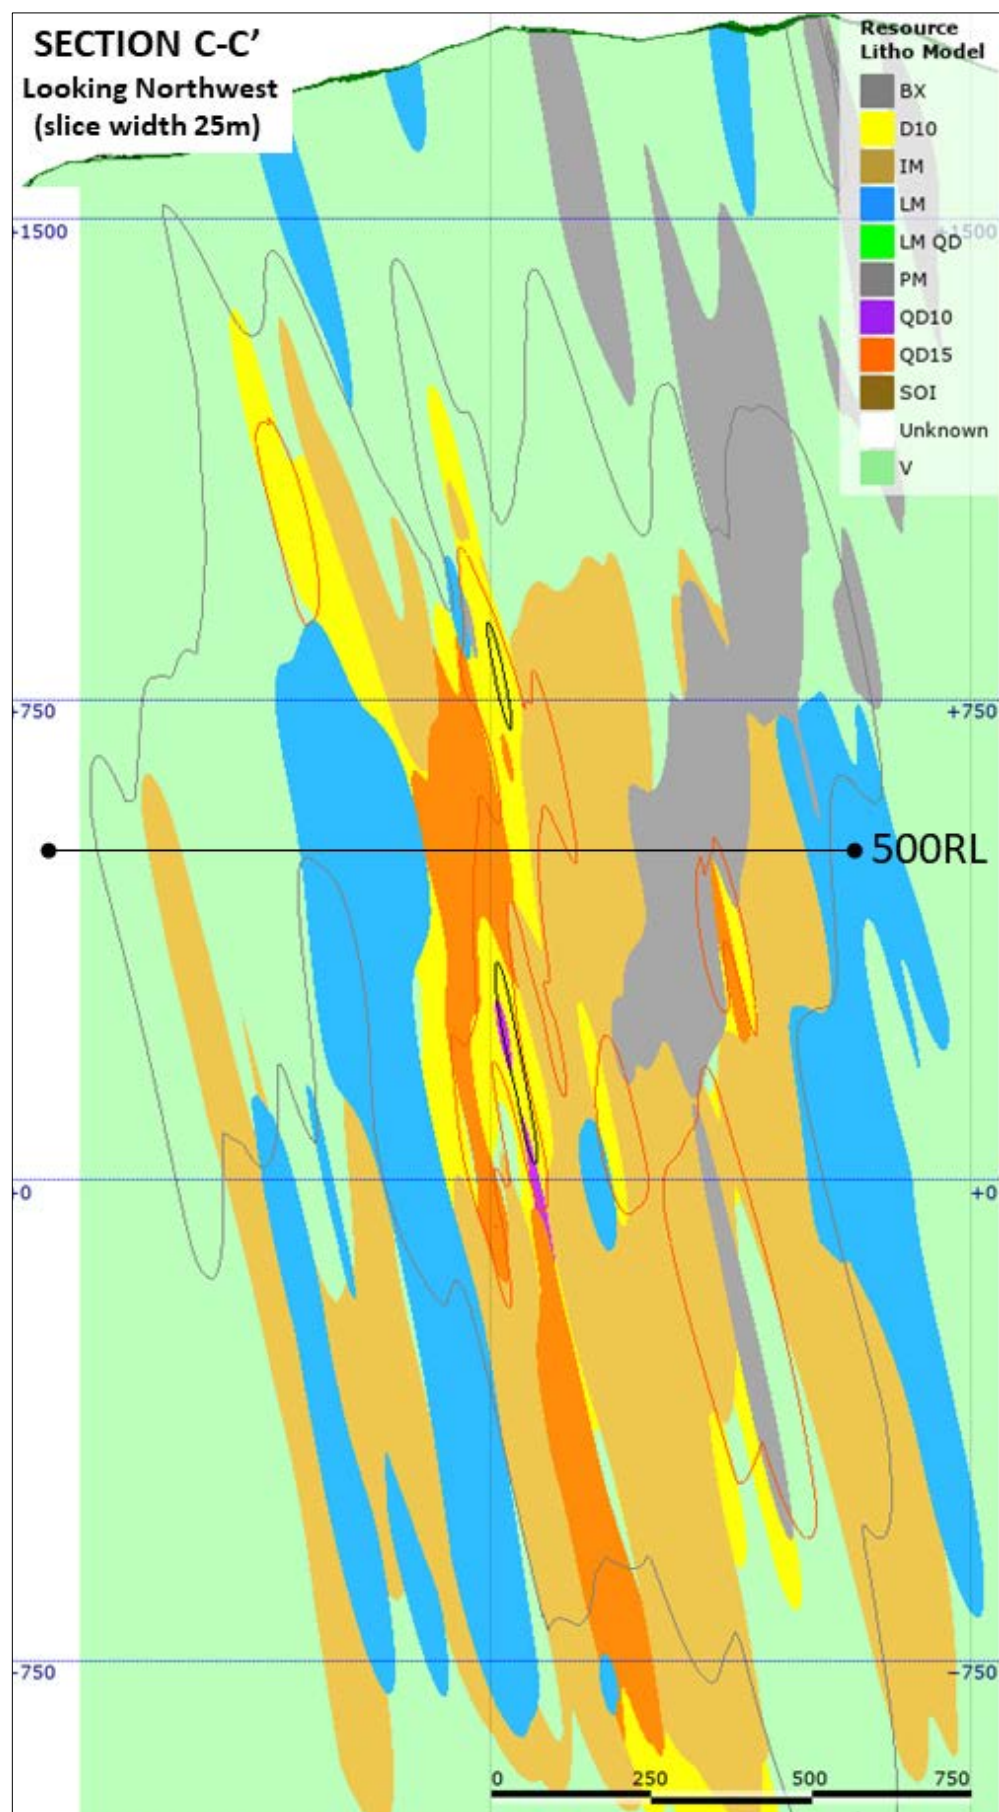 SECTION C-C’
Looking Northwest
(slice width 25m)
Resource
Litho Model
BX
D10
IM
LM
LM QD
PM
QD10
QD15
SOI
Unknown
V
+1500 +1500
+750 +750
500RL
+0 +0
-750 -750
0 250 500 750